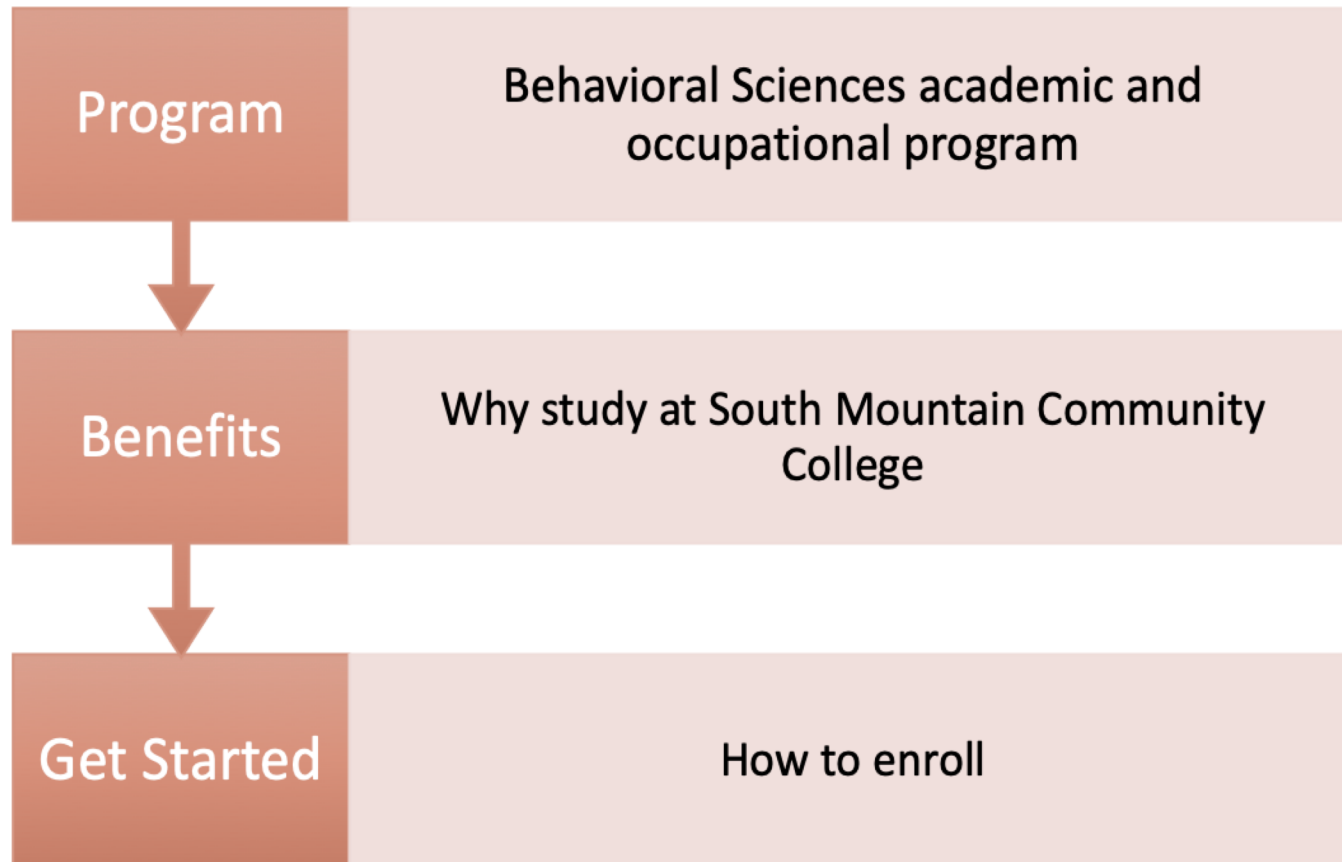 Program
Behavioral Sciences academic and
occupational program
Benefits
Why study at South Mountain Community
College
Get Started
How to enroll